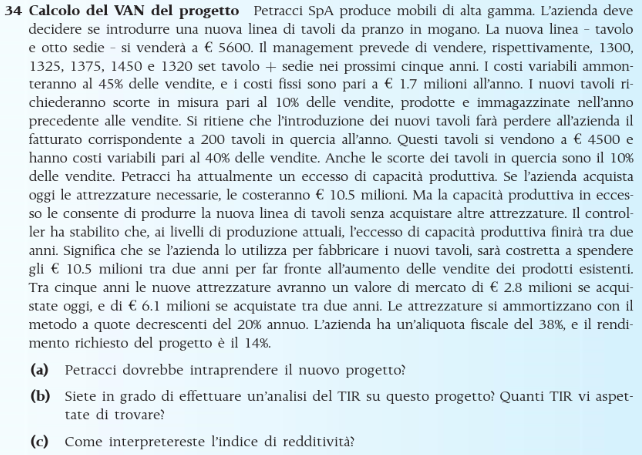 34 Calcolo del VAN del progetto Petracci SpA produce mobili di alta gamma. L'azienda deve
decidere se introdurre una nuova linea di tavoli da pranzo in mogano. La nuova linea – tavolo
e otto sedie – si venderà a € 5600. Il management prevede di vendere, rispettivamente, 1300,
1325, 1375, 1450 e 1320 set tavolo + sedie nei prossimi cinque anni. I costi variabili ammon-
teranno al 45% delle vendite, e i costi fissi sono pari a € 1.7 milioni all'anno. I nuovi tavoli ri-
chiederanno scorte in misura pari al 10% delle vendite, prodotte e immagazzinate nell'anno
precedente alle vendite. Si ritiene che l'introduzione dei nuovi tavoli farà perdere all'azienda il
fatturato corrispondente a 200 tavoli in quercia all'anno. Questi tavoli si vendono a € 4500 e
hanno costi variabili pari al 40% delle vendite. Anche le scorte dei tavoli in quercia sono il 10%
delle vendite. Petracci ha attualmente un eccesso di capacità produttiva. Se l'azienda acquista
oggi le attrezzature necessarie, le costeranno € 10.5 milioni. Ma la capacità produttiva in ecces-
so le consente di produrre la nuova linea di tavoli senza acquistare altre attrezzature. Il control-
ler ha stabilito che, ai livelli di produzione attuali, l'eccesso di capacità produttiva finirà tra due
anni. Significa che se l'azienda lo utilizza per fabbricare i nuovi tavoli, sarà costretta a spendere
gli € 10.5 milioni tra due anni per far fronte all'aumento delle vendite dei prodotti esistenti.
Tra cinque anni le nuove attrezzature avranno un valore di mercato di € 2.8 milioni se acqui-
state oggi, e di € 6.1 milioni se acquistate tra due anni. Le attrezzature si ammortizzano con il
metodo a quote decrescenti del 20% annuo. L'azienda ha un'aliquota fiscale del 38%, e il rendi-
mento richiesto del progetto è il 14%.
(a) Petracci dovrebbe intraprendere il nuovo progetto?
(b) Siete in grado di effettuare un'analisi del TIR su questo progetto? Quanti TIR vi aspet-
tate di trovare?
(c) Come interpretereste l'indice di redditività?